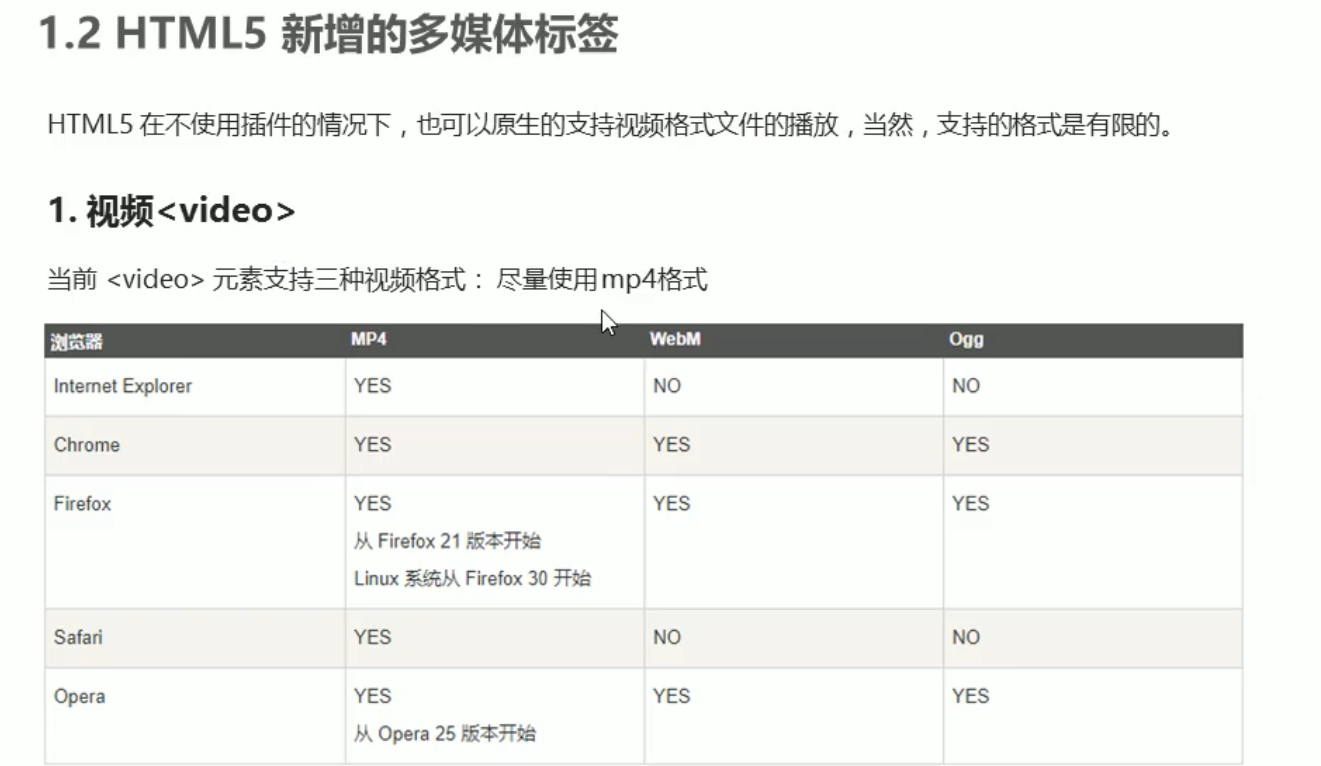 1.2 HTML5 新增的多媒体标签
HTML5 在不使用插件的情况下，也可以原生的支持视频格式文件的播放，当然，支持的格式是有限的。
1. 视频<video>
当前 <video> 元素支持三种视频格式： 尽量使用mp4格式
浏览器 MP4 WebM Ogg
Internet Explorer YES NO NO
Chrome YES YES YES
Firefox YES YES YES
从 Firefox 21 版本开始
Linux 系统从 Firefox 30 开始
Safari YES NO NO
Opera YES YES YES
从 Opera 25 版本开始